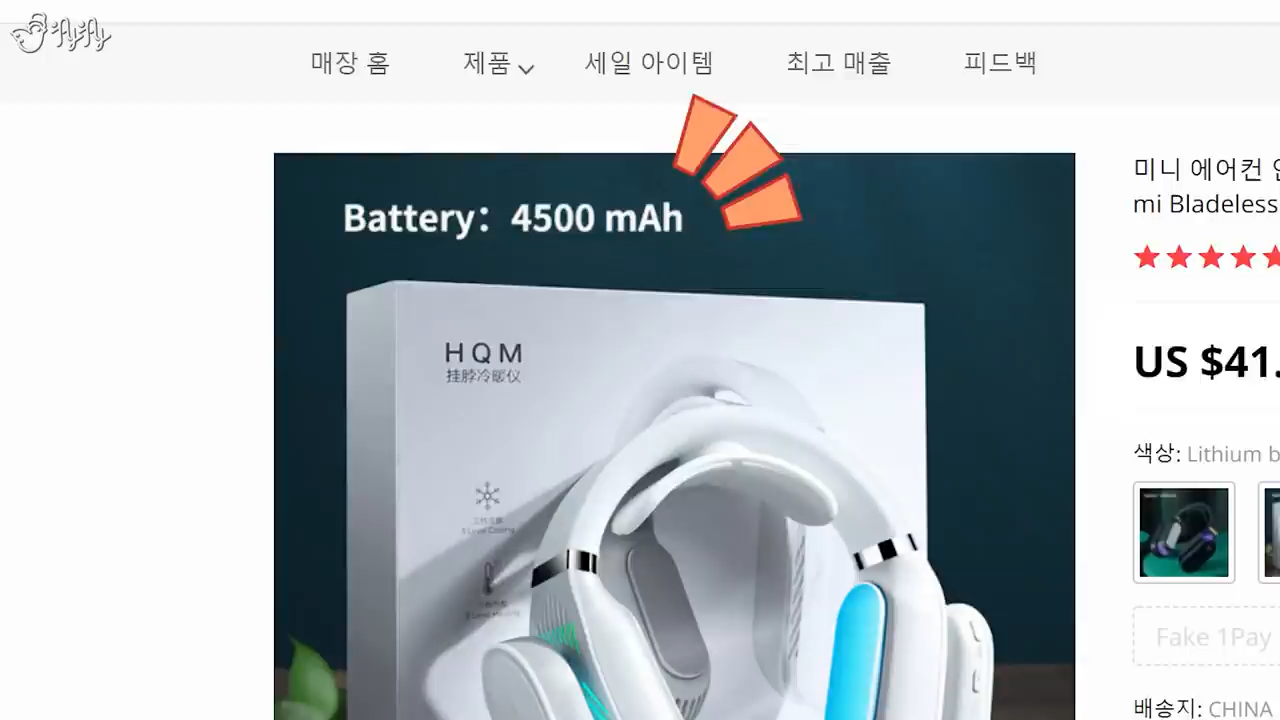 매장 홈
제품
세일 아이템
최고 매출
피드백
Battery: 4500 mAh
HQM
挂脖冷暖仪
미니 에어컨
mi Bladeless
US $41.
색상: Lithium b
Fake 1Pay
배송지: CHINA